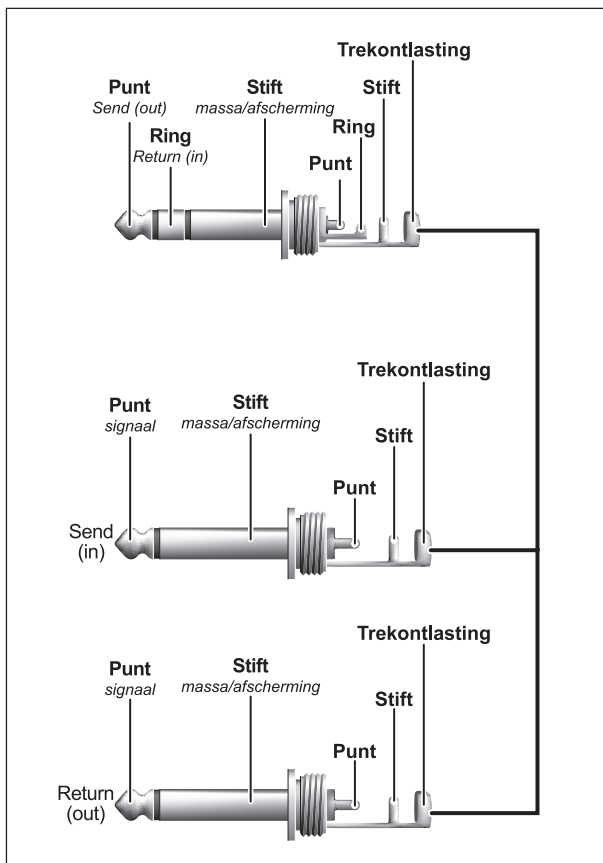 Trekontlasting
Punt
Send (out)
Stift
massa/afscherming
Stift
Ring
Return (in)
Ring
Punt
Trekontlasting
Punt
signaal
Stift
massa/afscherming
Stift
Punt
Send
(in)
Trekontlasting
Punt
signaal
Stift
massa/afscherming
Stift
Punt
Return
(out)